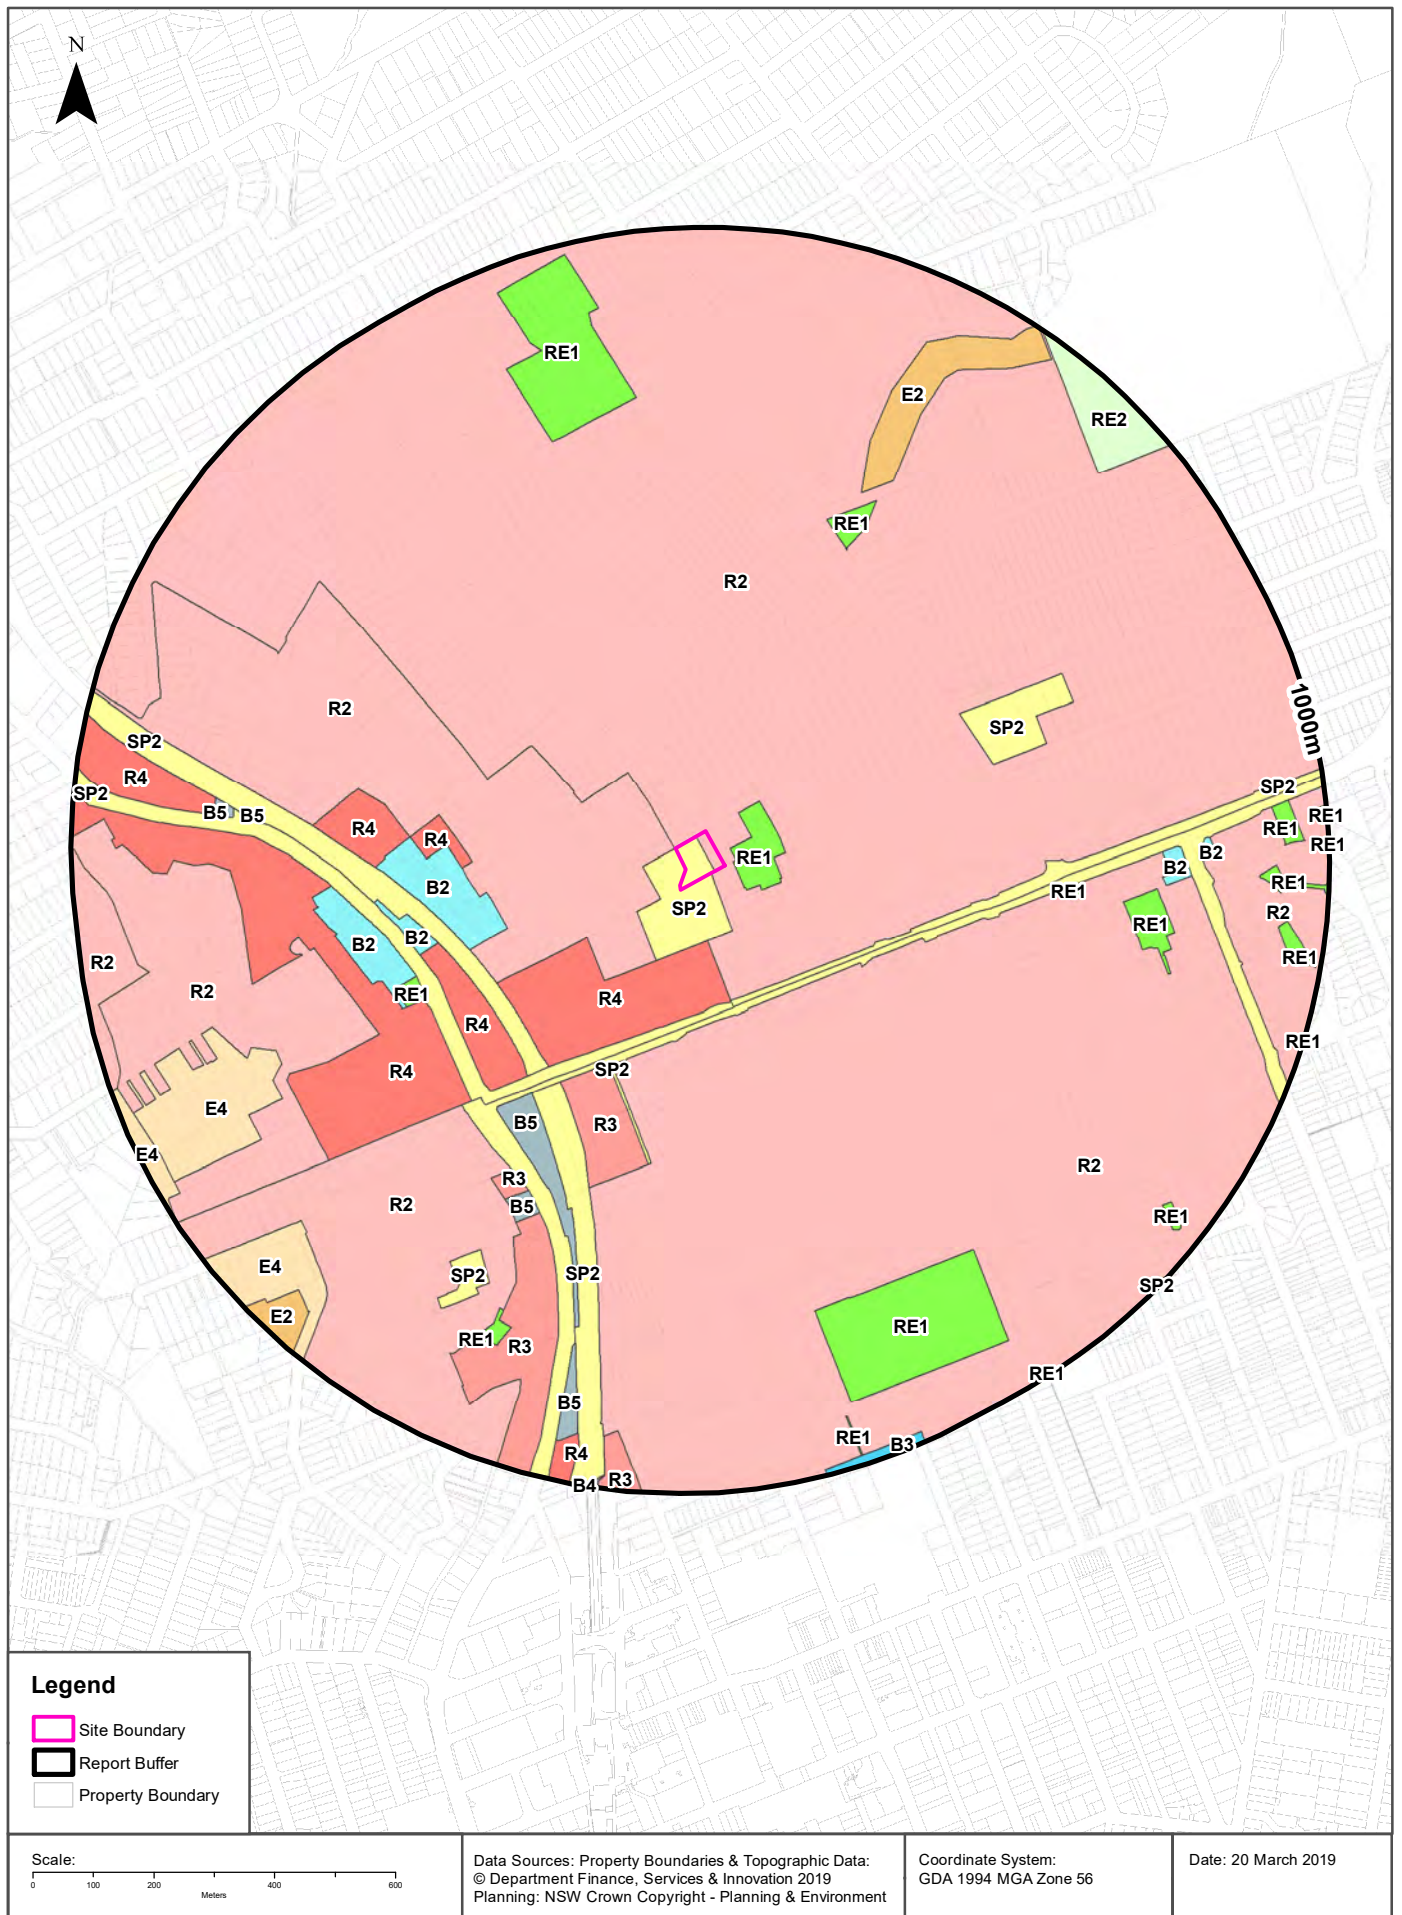 N
RE1
E2
RE2
RE1
R2
R2
1000m
SP2
SP2
R4
SP2
SP2
B5
B5
RE1
RE1
R4
R4
RE1
B2
RE1
B2
B2
RE1
RE1
SP2
R2
RE1
B2
B2
RE1
R2
R2
RE1
R4
R4
RE1
SP2
R4
E4
B5
R3
E4
R2
R3
R2
B5
RE1
E4
SP2
SP2
SP2
E2
RE1
RE1
R3
RE1
B5
RE1
B3
R4
R3
B4
Legend
Site Boundary
Report Buffer
Property Boundary
Scale:
0 100 200 400 600
Meters
Data Sources: Property Boundaries & Topographic Data:
© Department Finance, Services & Innovation 2019
Planning: NSW Crown Copyright - Planning & Environment
Coordinate System:
GDA 1994 MGA Zone 56
Date: 20 March 2019